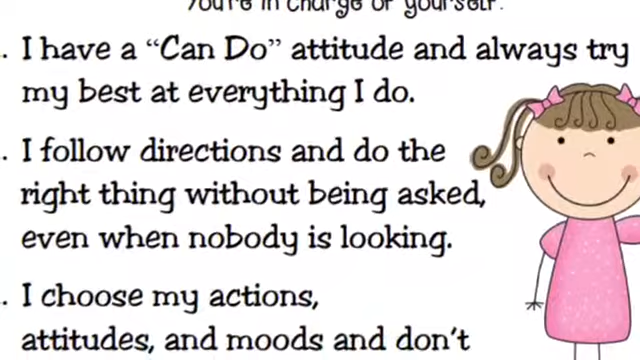 You're in charge of yourself.
. I have a “Can Do” attitude and always try
my best at everything I do.
. I follow directions and do the
right thing without being asked,
even when nobody is looking.
. I choose my actions,
attitudes, and moods and don't